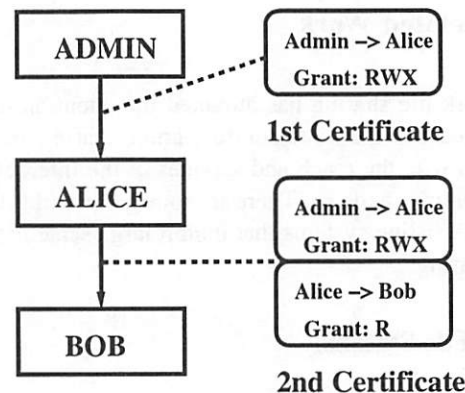 ADMIN
Admin -> Alice
Grant: RWX
1st Certificate
ALICE
Admin -> Alice
Grant: RWX
Alice -> Bob
Grant: R
BOB
2nd Certificate